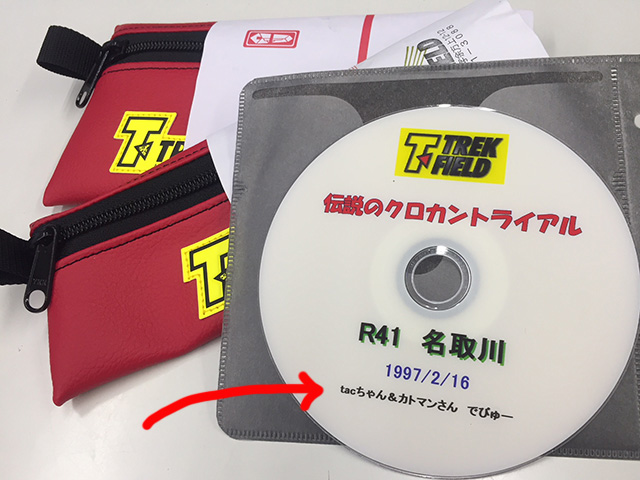 TREK
FIELD
伝説のクロカントライアル
R41 名取川
1997/2/16
tacちゃん&カトマンさん でびゅー